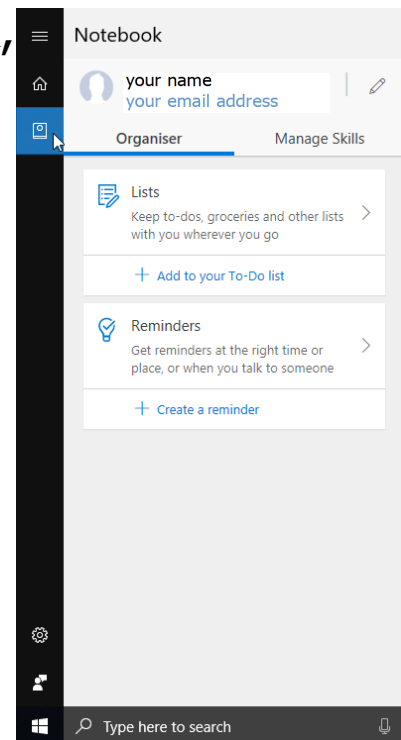 Notebook
your name
your email address
Organiser Manage Skills
Lists
Keep to-dos, groceries and other lists
with you wherever you go
+ Add to your To-Do list
Reminders
Get reminders at the right time or
place, or when you talk to someone
+ Create a reminder
Type here to search